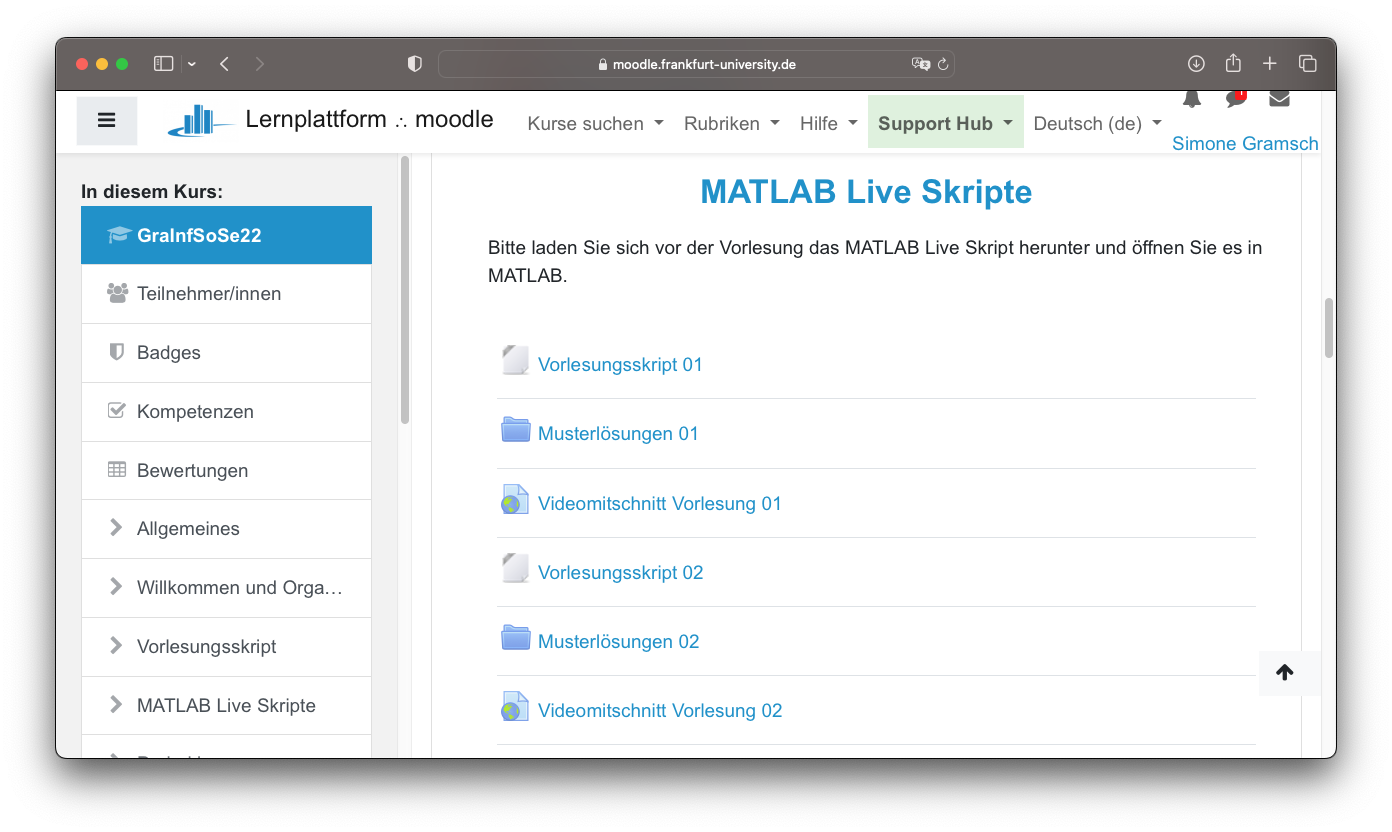 moodle.frankfurt-university.de
Lernplattform ∴ moodle
Kurse suchen
Rubriken
Hilfe
Support Hub
Deutsch (de)
Simone Gramsch
In diesem Kurs:
GraInfSoSe22
Teilnehmer/innen
Badges
Kompetenzen
Bewertungen
Allgemeines
Willkommen und Orga…
Vorlesungsskript
MATLAB Live Skripte
MATLAB Live Skripte
Bitte laden Sie sich vor der Vorlesung das MATLAB Live Skript herunter und öffnen Sie es in
MATLAB.
Vorlesungsskript 01
Musterlösungen 01
Videomitschnitt Vorlesung 01
Vorlesungsskript 02
Musterlösungen 02
Videomitschnitt Vorlesung 02